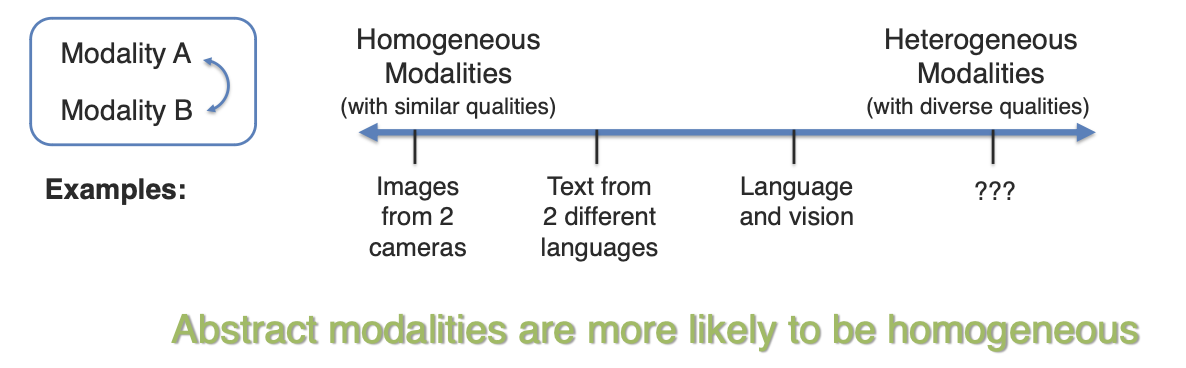 Modality A
Modality B
Homogeneous
Modalities
(with similar qualities)
Heterogeneous
Modalities
(with diverse qualities)
Examples:
Images
from 2
cameras
Text from
2 different
languages
Language
and vision
???
Abstract modalities are more likely to be homogeneous